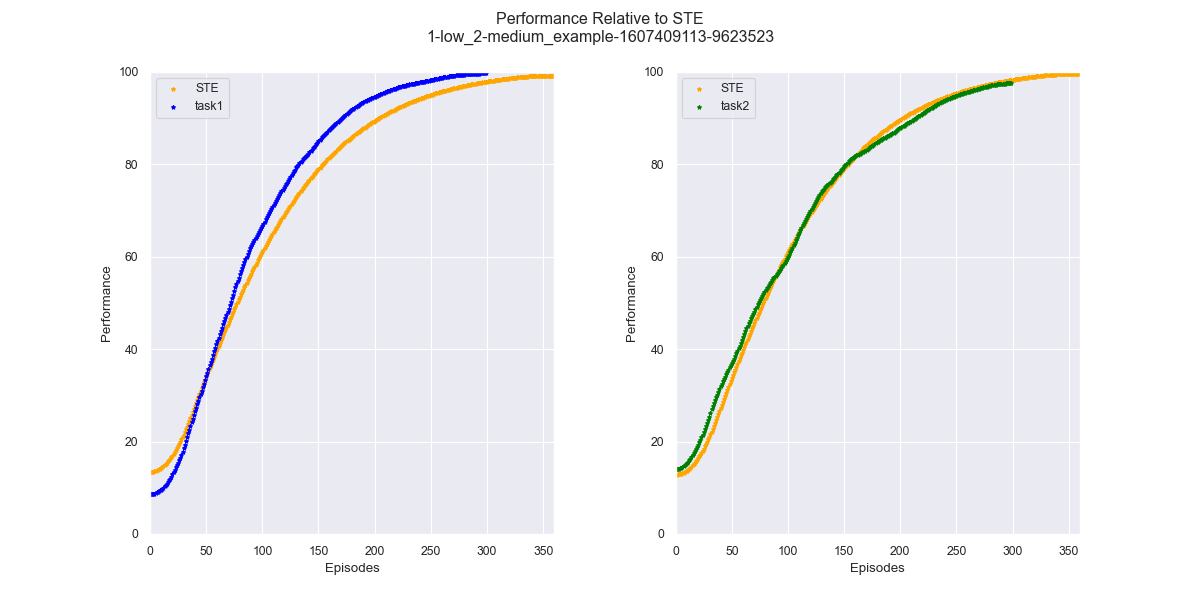 Performance Relative to STE
1-low_2-medium_example-1607409113-9623523
100
80
60
40
20
0
Performance
STE
task1
0 50 100 150 200 250 300 350
Episodes
100
80
60
40
20
0
Performance
STE
task2
0 50 100 150 200 250 300 350
Episodes